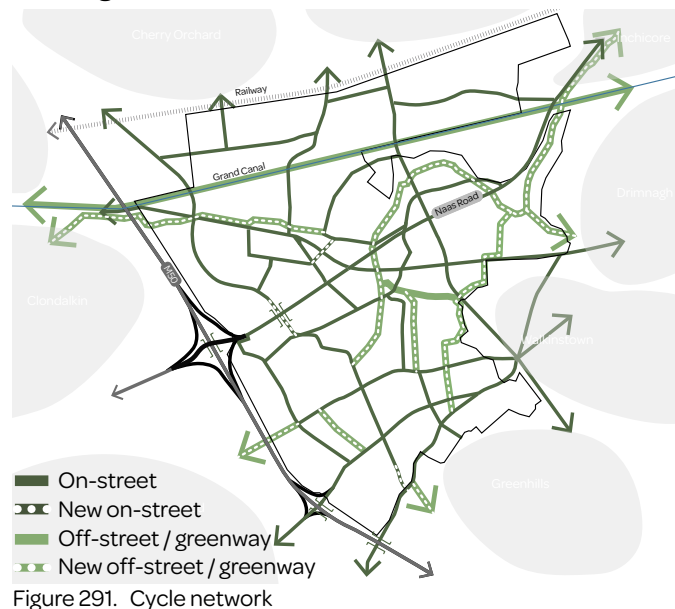 Cherry Orchard
Inchicore
Railway
Grand Canal
Drimnagh
Naas Road
M50
Clondalkin
Walkinstown
Greenhills
On-street
New on-street
Off-street / greenway
New off-street / greenway
Figure 291. Cycle network